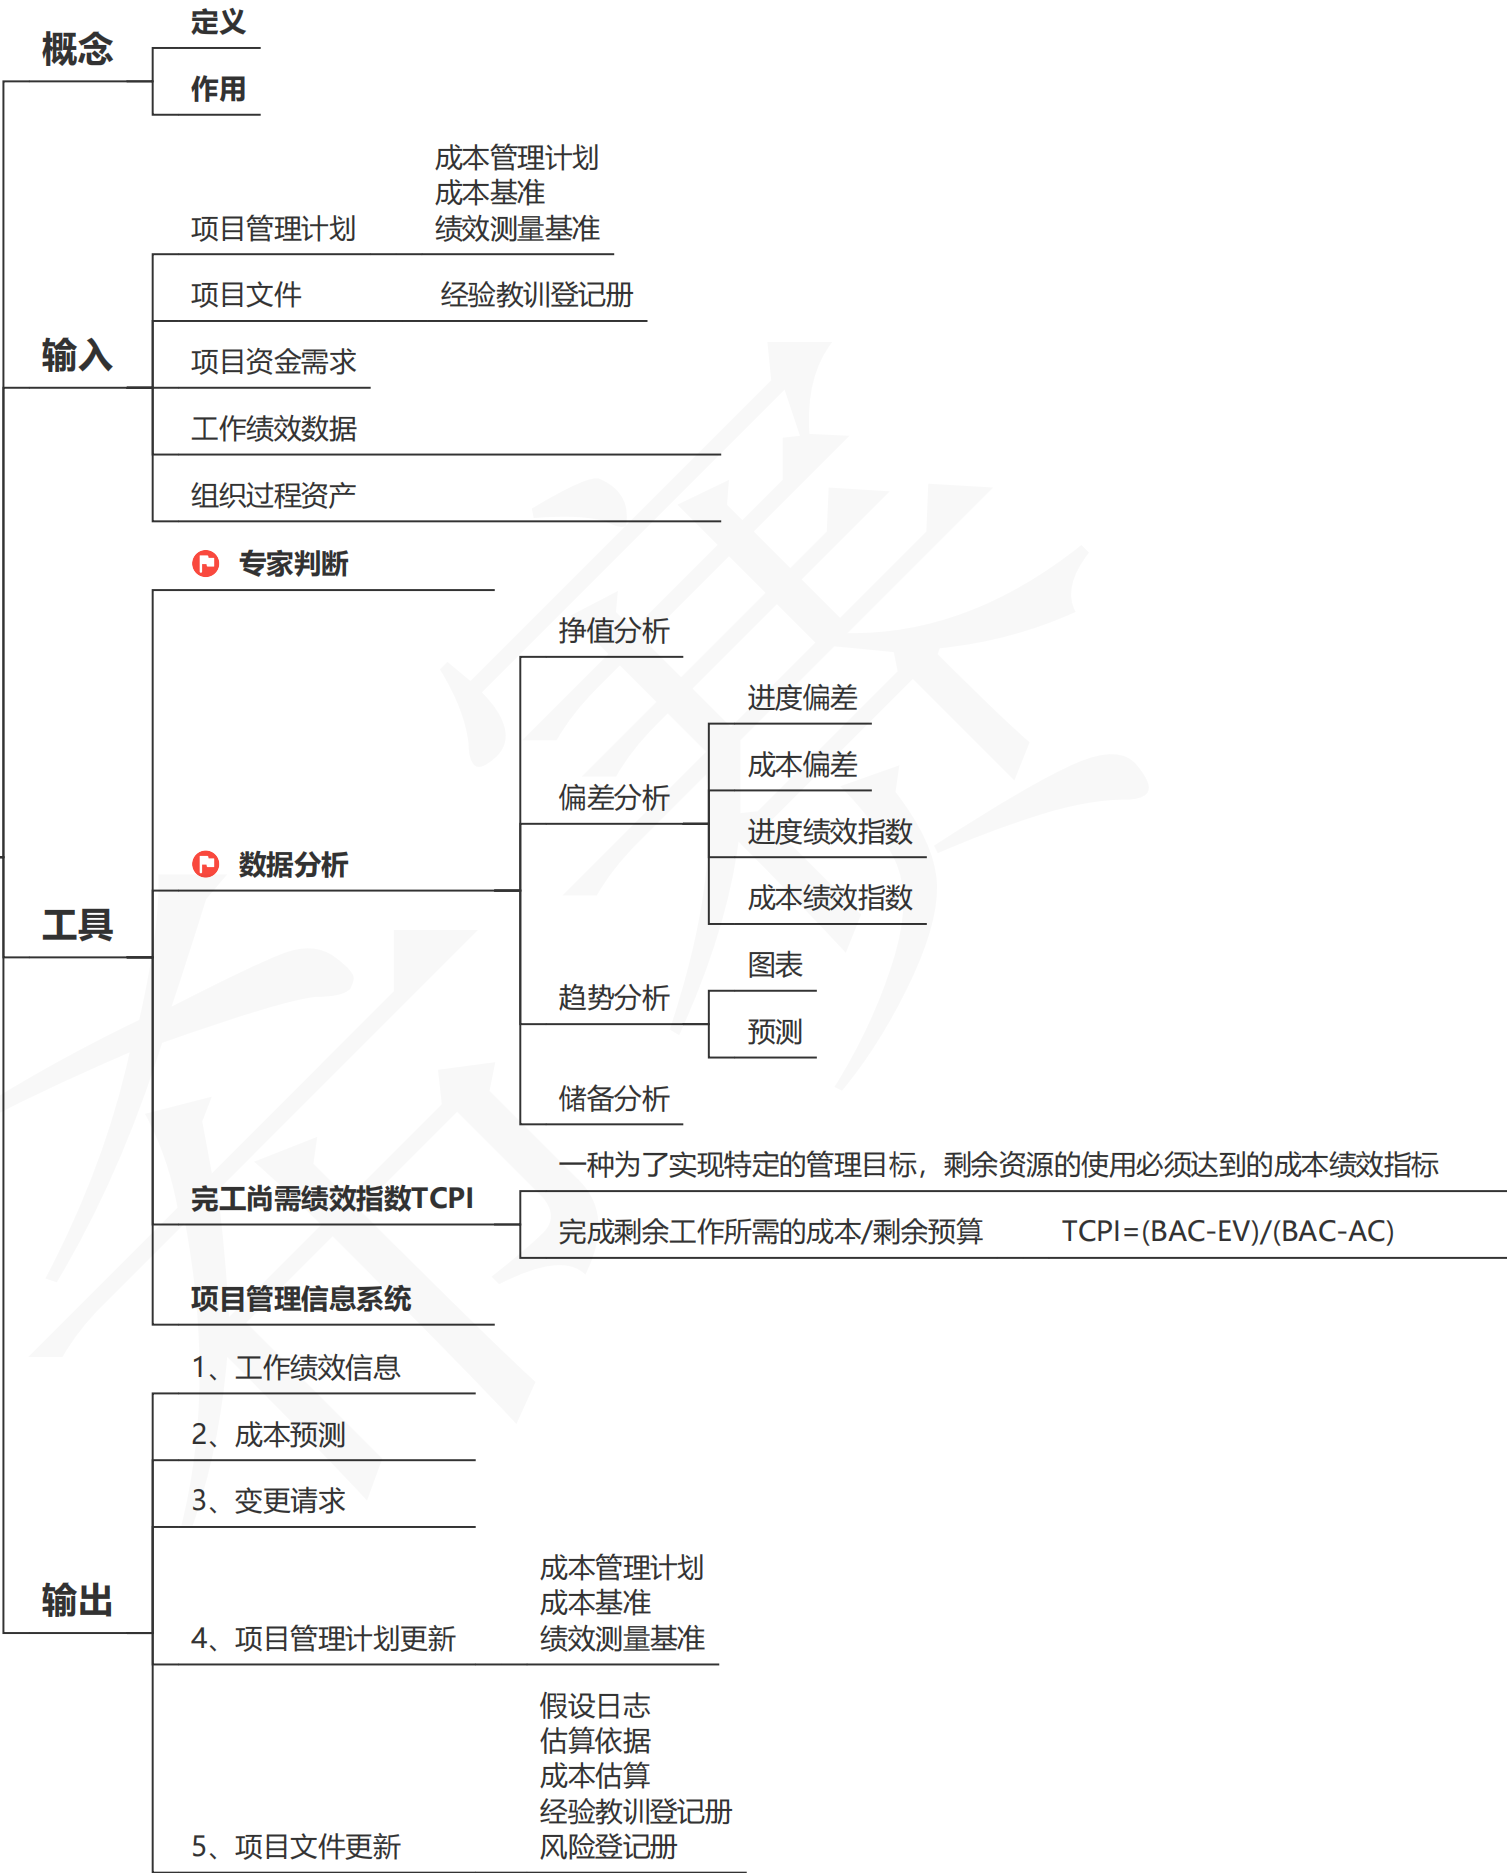 概念
定义
作用
输入
项目管理计划
成本管理计划
成本基准
绩效测量基准
项目文件
经验教训登记册
项目资金需求
工作绩效数据
组织过程资产
工具
专家判断
数据分析
挣值分析
偏差分析
进度偏差
成本偏差
进度绩效指数
成本绩效指数
趋势分析
图表
预测
储备分析
完工尚需绩效指数TCPI
一种为了实现特定的管理目标，剩余资源的使用必须达到的成本绩效指标
完成剩余工作所需的成本/剩余预算
TCPI=(BAC-EV)/(BAC-AC)
项目管理信息系统
输出
1、工作绩效信息
2、成本预测
3、变更请求
4、项目管理计划更新
成本管理计划
成本基准
绩效测量基准
5、项目文件更新
假设日志
估算依据
成本估算
经验教训登记册
风险登记册